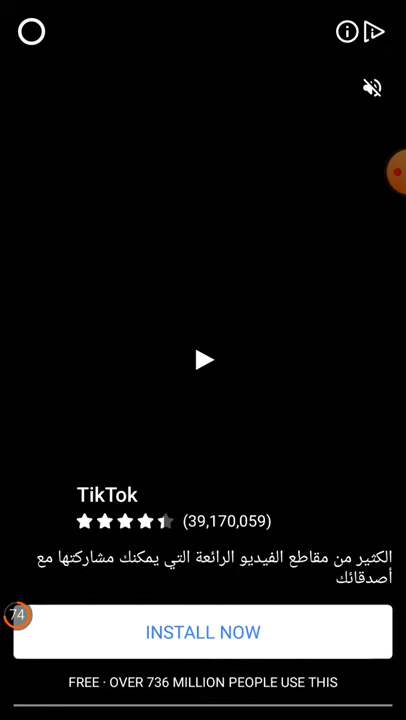 TikTok
(39,170,059)
الكثير من مقاطع الفيديو الرائعة التي يمكنك مشاركتها مع
أصدقائك
74
INSTALL NOW
FREE · OVER 736 MILLION PEOPLE USE THIS